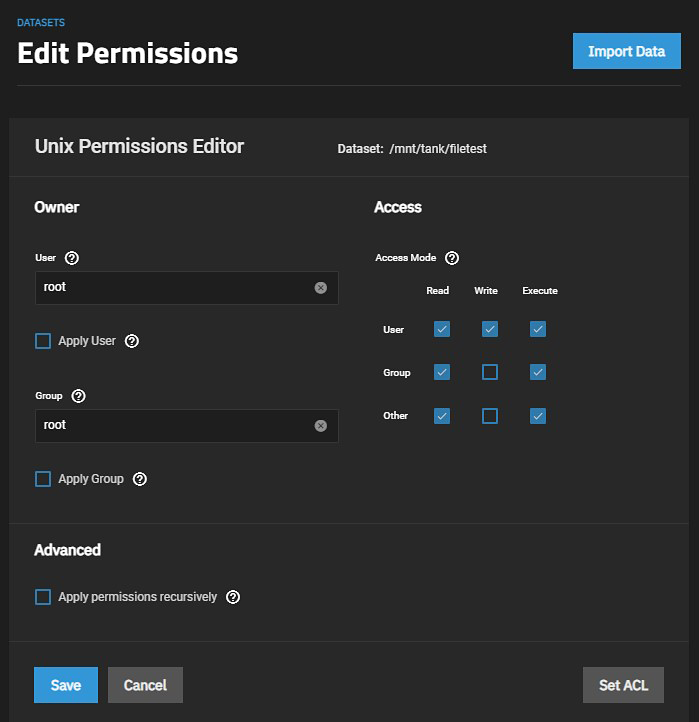 DATASETS
Edit Permissions
Import Data
Unix Permissions Editor
Dataset: /mnt/tank/filetest
Owner
Access
User
Access Mode
root
Read Write Execute
User
Apply User
Group
Group
root
Other
Apply Group
Advanced
Apply permissions recursively
Save
Cancel
Set ACL